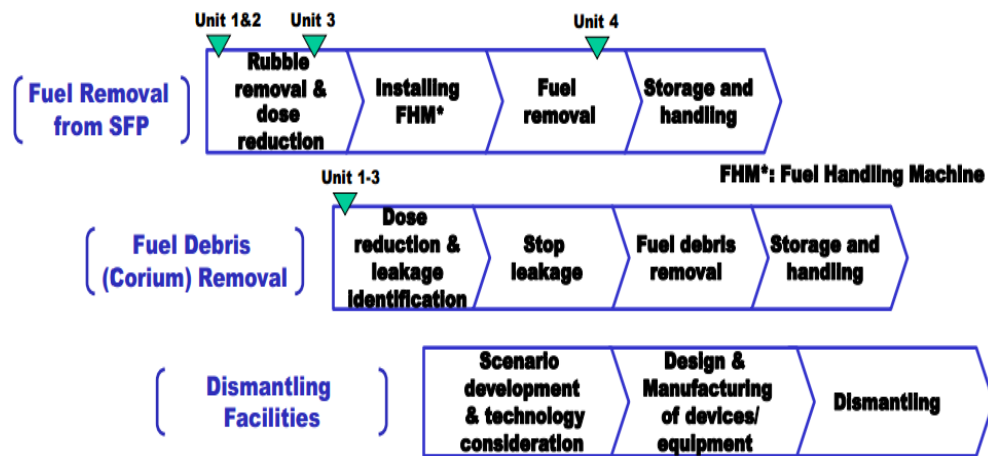 Unit 1&2
Unit 3
Unit 4
Fuel Removal
from SFP
Rubble
removal &
dose
reduction
Installing
FHM*
Fuel
removal
Storage and
handling
FHM*: Fuel Handling Machine
Unit 1-3
Fuel Debris
(Corium) Removal
Dose
reduction &
leakage
identification
Stop
leakage
Fuel debris
removal
Storage and
handling
Dismantling
Facilities
Scenario
development
& technology
consideration
Design &
Manufacturing
of devices/
equipment
Dismantling